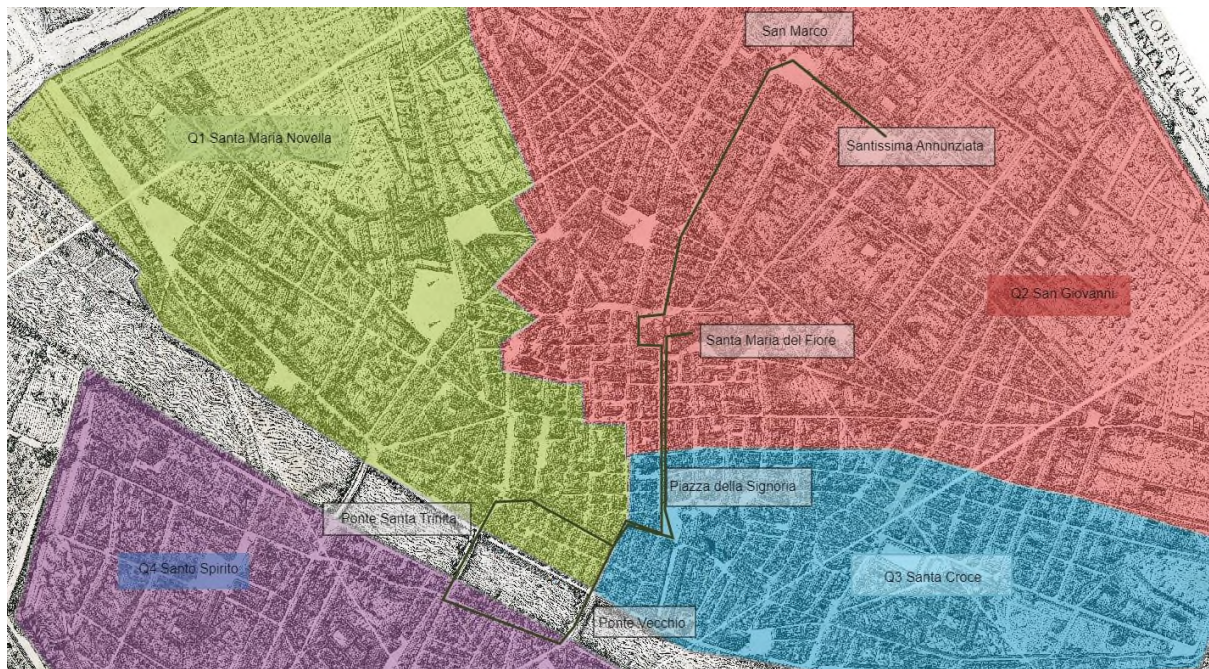 San Marco
LORENTIAE
Q1 Santa Maria Novella
Santissima Annunziata
Q2 San Giovanni
Santa Maria del Fiore
Piazza della Signoria
Ponte Santa Trinita
Q4 Santo Spirito
Q3 Santa Croce
Ponte Vecchio